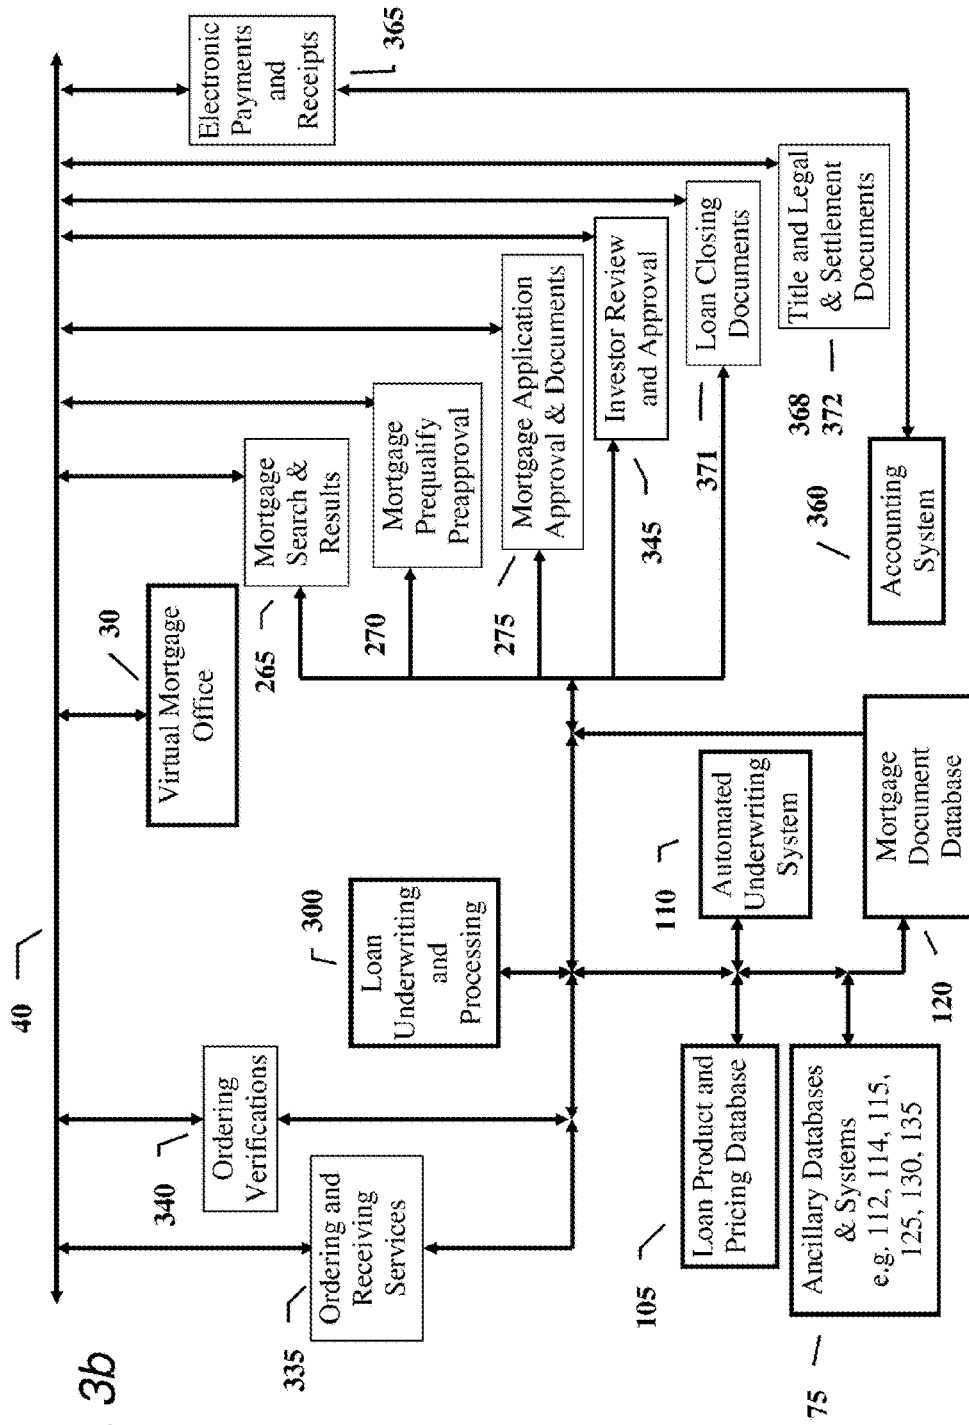 3b
40
335
Ordering and
Receiving
Services
340
Ordering
Verifications
300
Loan
Underwriting
and
Processing
30
Virtual Mortgage
Office
265
Mortgage
Search &
Results
270
Mortgage
Prequalify
Preapproval
275
Mortgage Application
Approval & Documents
345
Investor Review
and Approval
371
Loan Closing
Documents
368
372
Title and Legal
& Settlement
Documents
Electronic
Payments
and
Receipts
365
360
Accounting
System
105
Loan Product and
Pricing Database
75
Ancillary Databases
& Systems
e.g. 112, 114, 115,
125, 130, 135
110
Automated
Underwriting
System
120
Mortgage
Document
Database